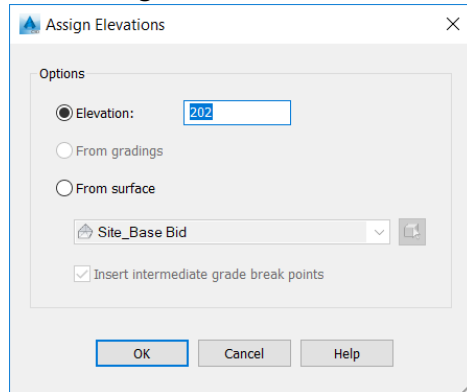 Assign Elevations
Options
Elevation: 202
From gradings
From surface
Site_Base Bid
Insert intermediate grade break points
OK Cancel Help